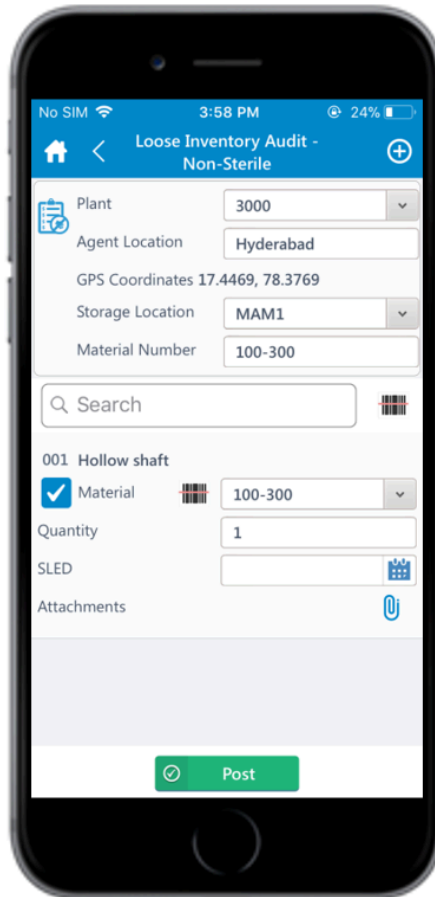 No SIM 3:58 PM 24%
Loose Inventory Audit -
Non-Sterile
Plant 3000
Agent Location Hyderabad
GPS Coordinates 17.4469, 78.3769
Storage Location MAM1
Material Number 100-300
Search
001 Hollow shaft
Material 100-300
Quantity 1
SLED
Attachments
Post